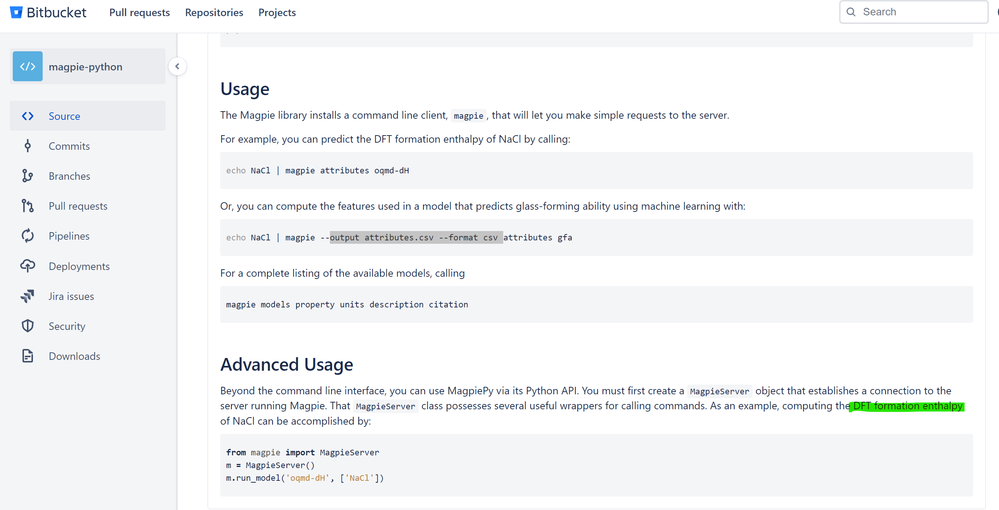 Bitbucket
Pull requests
Repositories
Projects
Search
magpie-python
Source
Commits
Branches
Pull requests
Pipelines
Deployments
Jira issues
Security
Downloads
Usage
The Magpie library installs a command line client, magpie, that will let you make simple requests to the server.
For example, you can predict the DFT formation enthalpy of NaCl by calling:
echo NaCl | magpie attributes oqmd-dH
Or, you can compute the features used in a model that predicts glass-forming ability using machine learning with:
echo NaCl | magpie --output attributes.csv --format csv attributes gfa
For a complete listing of the available models, calling
magpie models property units description citation
Advanced Usage
Beyond the command line interface, you can use MagpiePy via its Python API. You must first create a MagpieServer object that establishes a connection to the
server running Magpie. That MagpieServer class possesses several useful wrappers for calling commands. As an example, computing the DFT formation enthalpy
of NaCl can be accomplished by:
from magpie import MagpieServer
m = MagpieServer()
m.run_model('oqmd-dH', ['NaCl'])